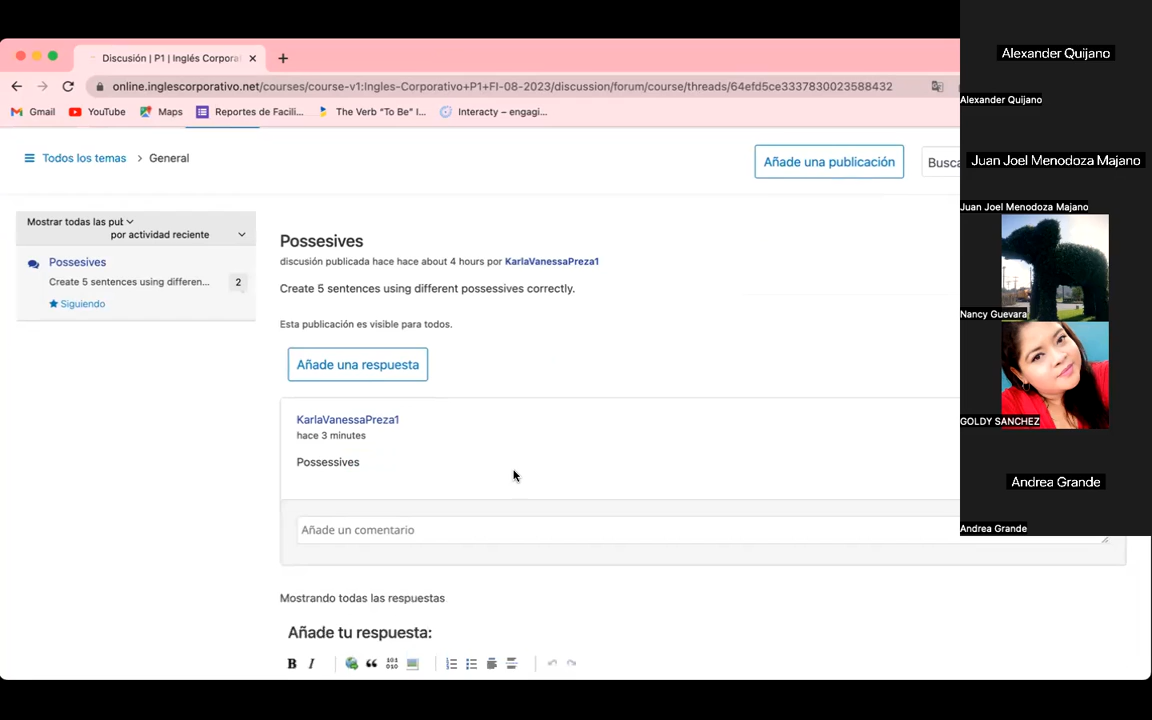 Discusión | P1 | Inglés Corpora
online.inglescorporativo.net/courses/course-v1:Ingles-Corporativo+P1+FI-08-2023/discussion/forum/course/threads/64efd5ce3337830023588432
Gmail YouTube Maps Reportes de Facili... The Verb “To Be” I... Interacty – engagi...
Todos los temas > General
Añade una publicación
Busca
Mostrar todas las put
por actividad reciente
Possesives
Create 5 sentences using differen...
2
Siguiendo
Possesives
discusión publicada hace hace about 4 hours por KarlaVanessaPreza1
Create 5 sentences using different possessives correctly.
Esta publicación es visible para todos.
Añade una respuesta
KarlaVanessaPreza1
hace 3 minutes
Possessives
Añade un comentario
Mostrando todas las respuestas
Añade tu respuesta:
B I
Alexander Quijano
Alexander Quijano
Juan Joel Menodoza Majano
Juan Joel Menodoza Majano
Nancy Guevara
GOLDY SANCHEZ
Andrea Grande
Andrea Grande